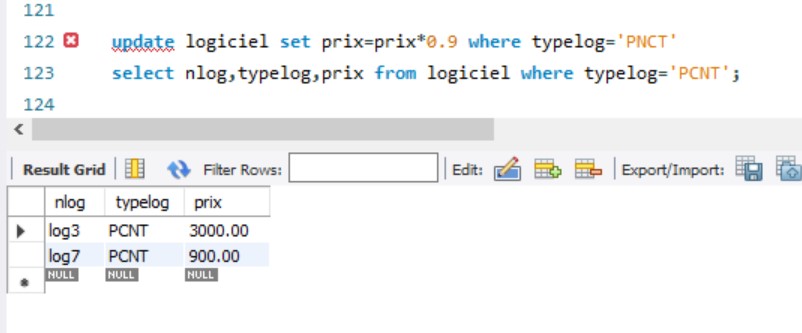 121
122 update logiciel set prix=prix*0.9 where typelog='PNCT'
123 select nlog,typelog,prix from logiciel where typelog='PCNT';
124
Result Grid Filter Rows: Edit: Export/Import:
nlog typelog prix
log3 PCNT 3000.00
log7 PCNT 900.00
NULL NULL NULL